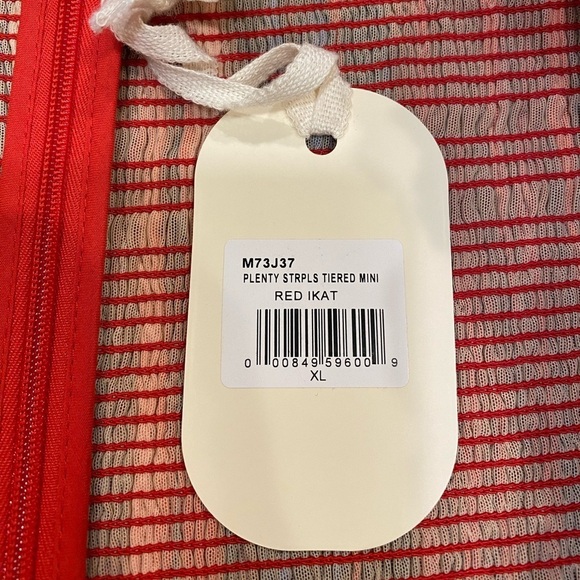 M73J37
PLENTY STRPLS TIERED MINI
RED IKAT
0 00849 59600 9
XL